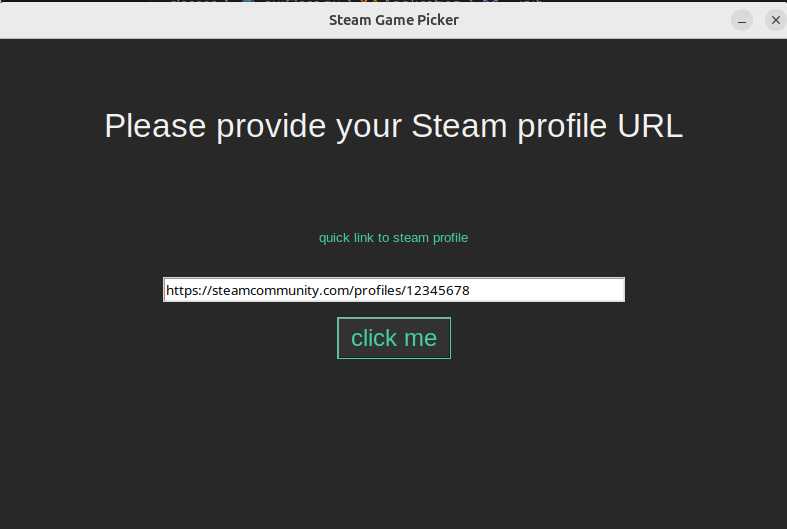 Steam Game Picker
Please provide your Steam profile URL
quick link to steam profile
https://steamcommunity.com/profiles/12345678
click me